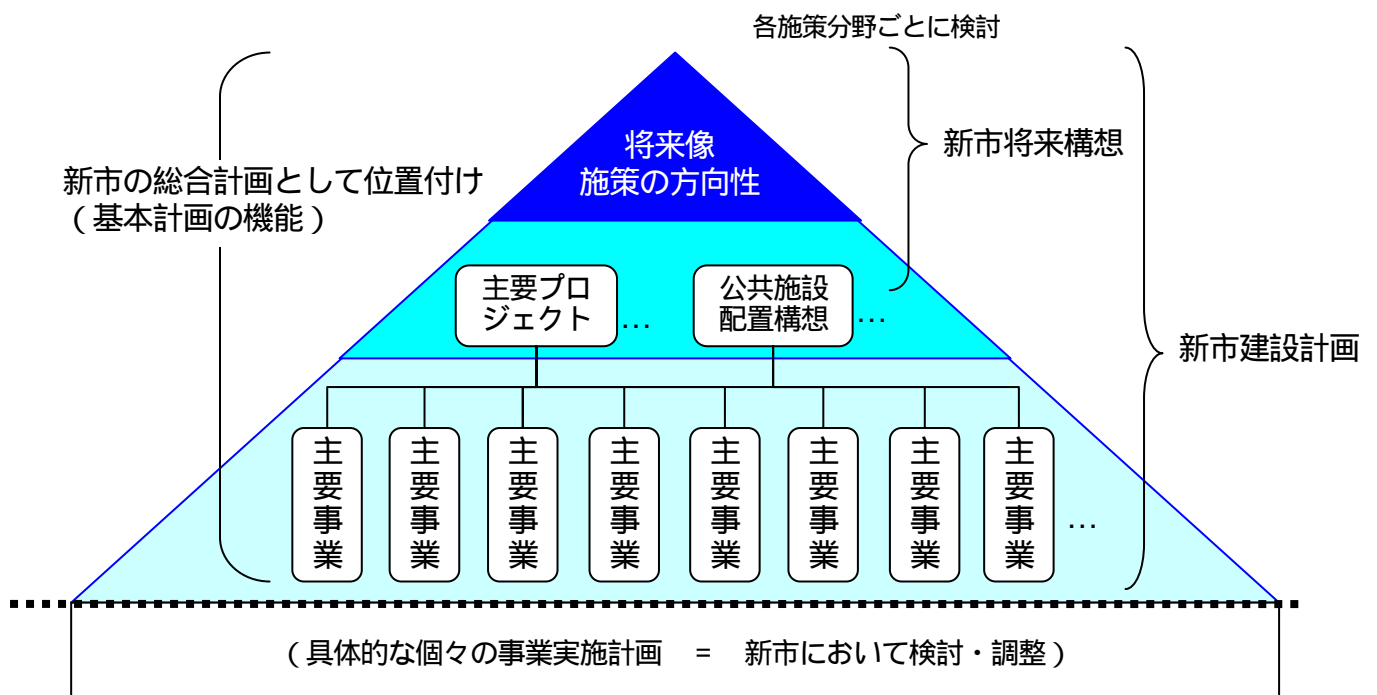 各施策分野ごとに検討
将来像
施策の方向性
新市将来構想
新市の総合計画として位置付け
（基本計画の機能）
主要プロ
ジェクト
…
公共施設
配置構想
…
新市建設計画
主要事業
主要事業
主要事業
主要事業
主要事業
主要事業
主要事業
主要事業
…
（具体的な個々の事業実施計画　=　新市において検討・調整）